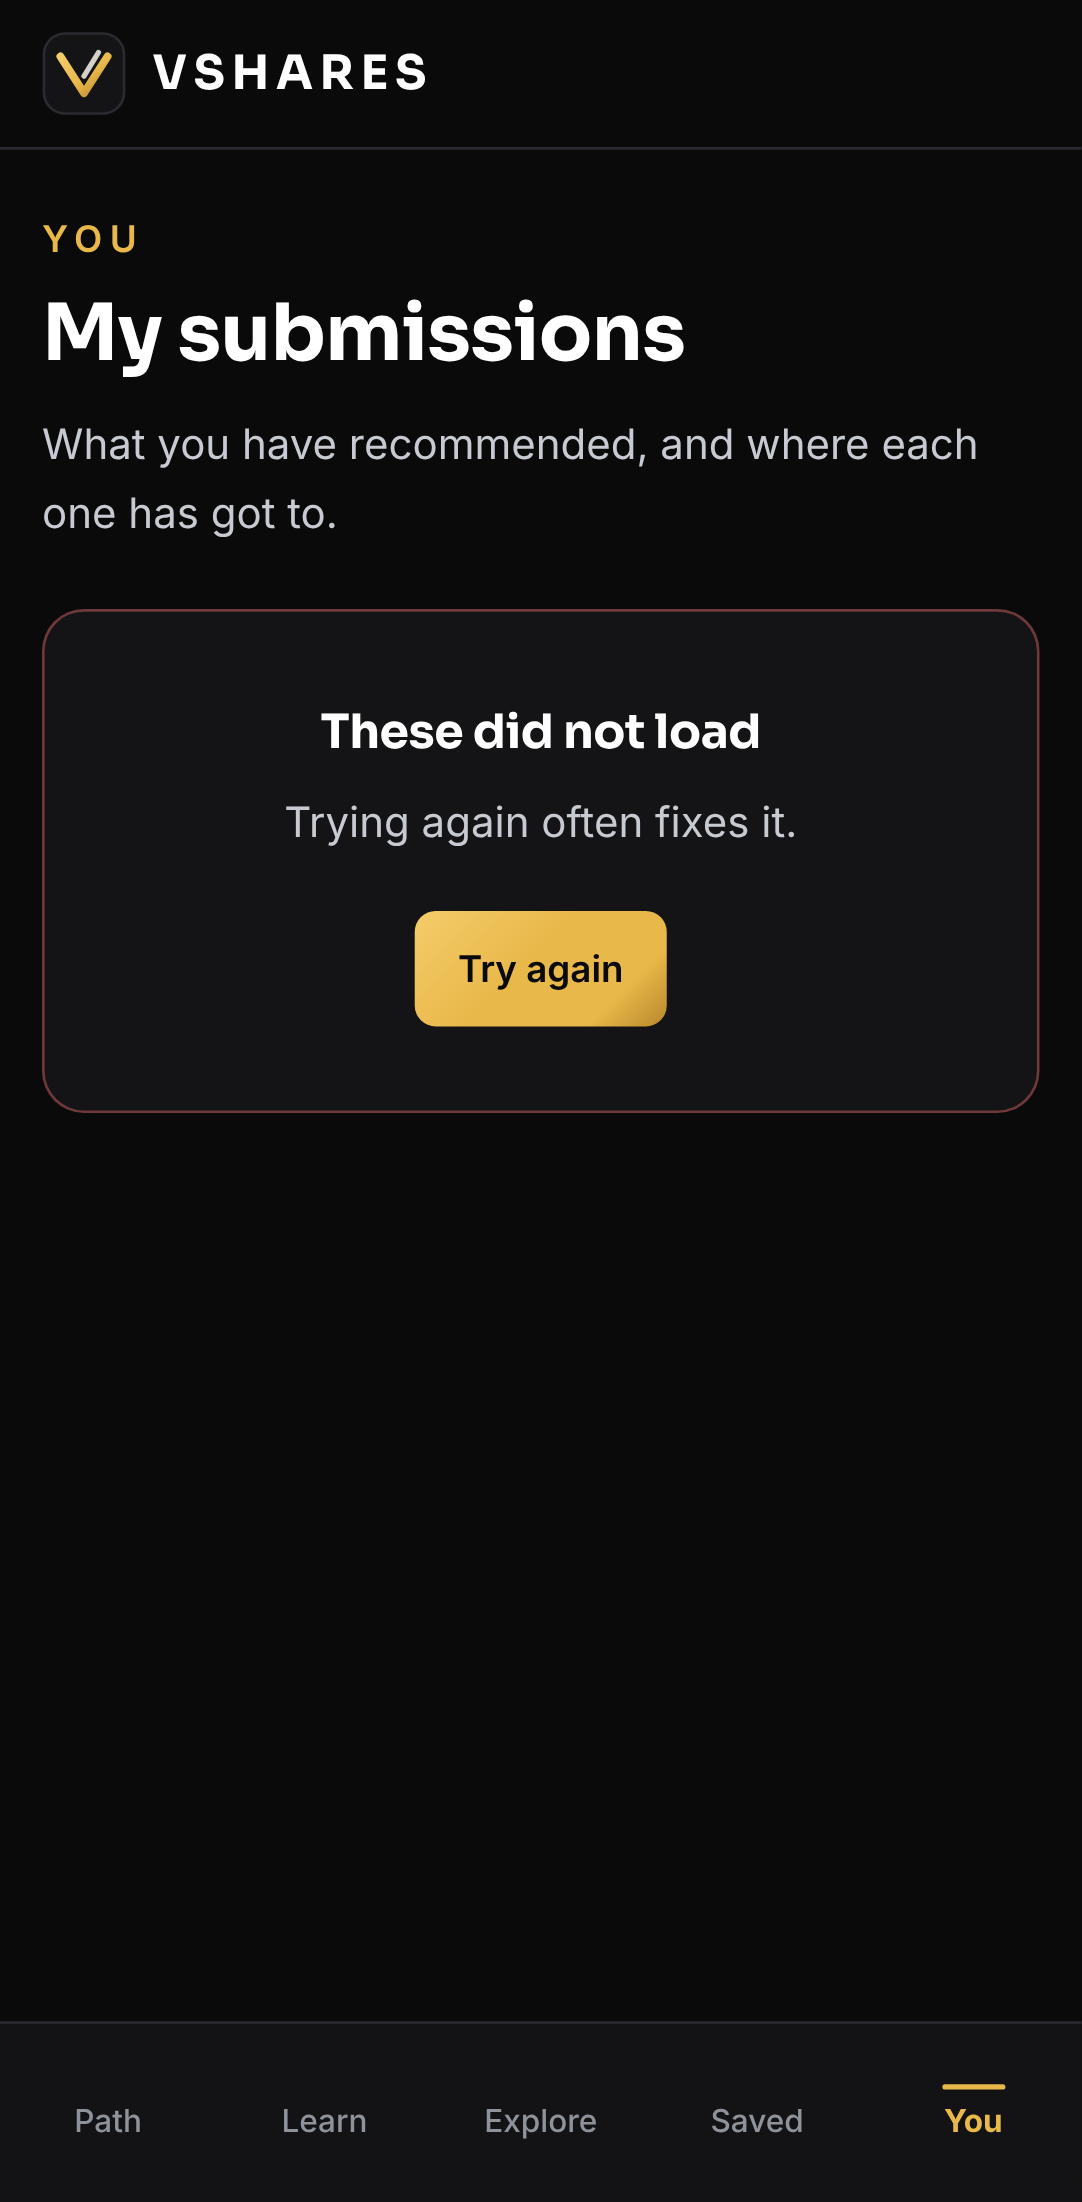 VSHARES
YOU
My submissions
What you have recommended, and where each
one has got to.
These did not load
Trying again often fixes it.
Try again
Path
Learn
Explore
Saved
You